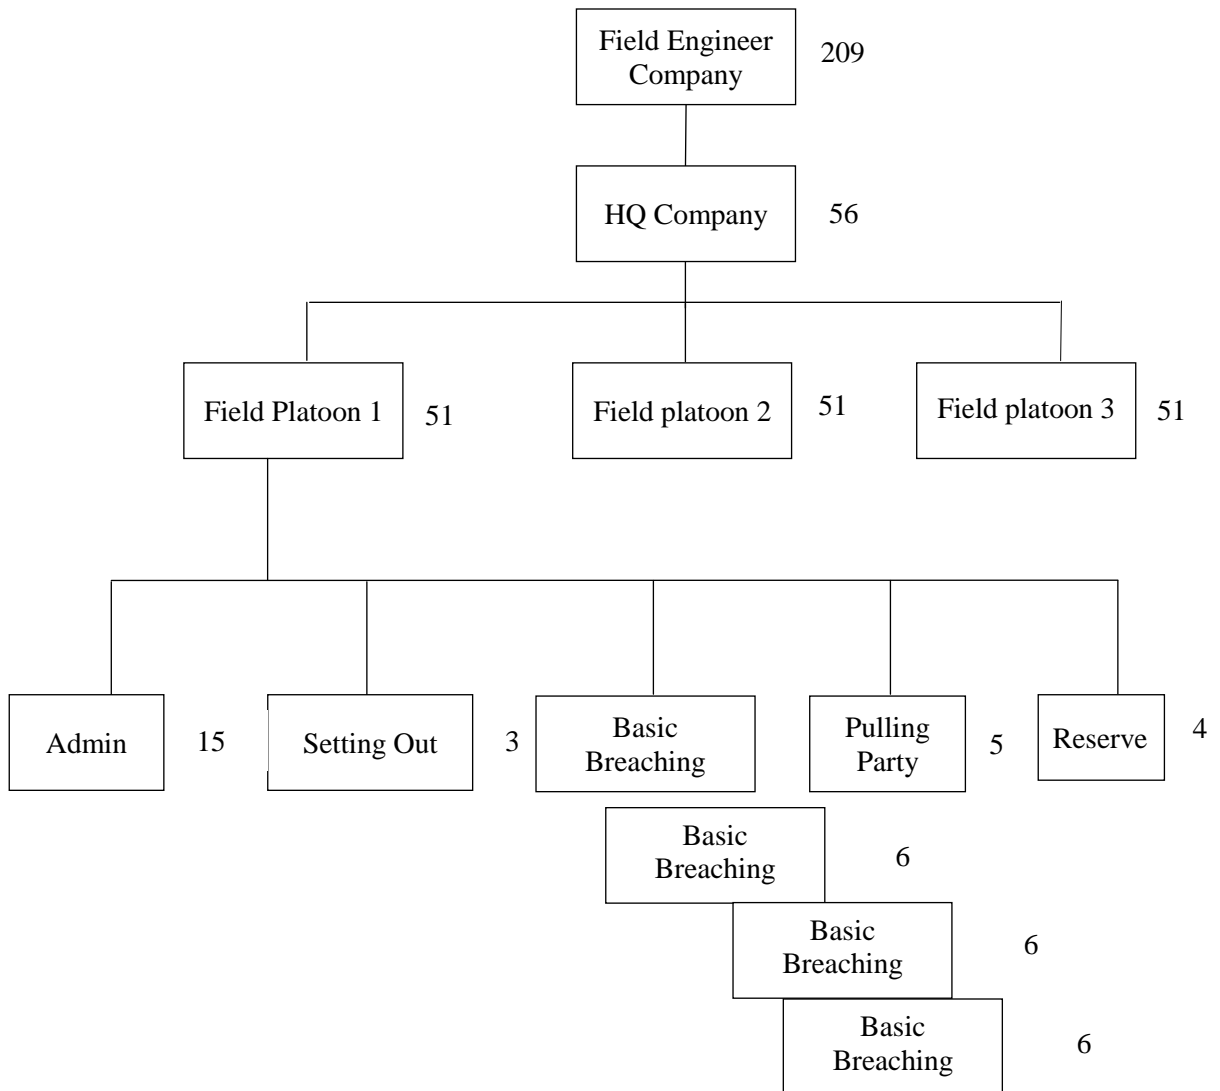 Field Engineer
Company
209
HQ Company
56
Field Platoon 1
51
Field platoon 2
51
Field platoon 3
51
Admin
15
Setting Out
3
Basic
Breaching
Pulling
Party
5
Reserve
4
Basic
Breaching
6
Basic
Breaching
6
Basic
Breaching
6